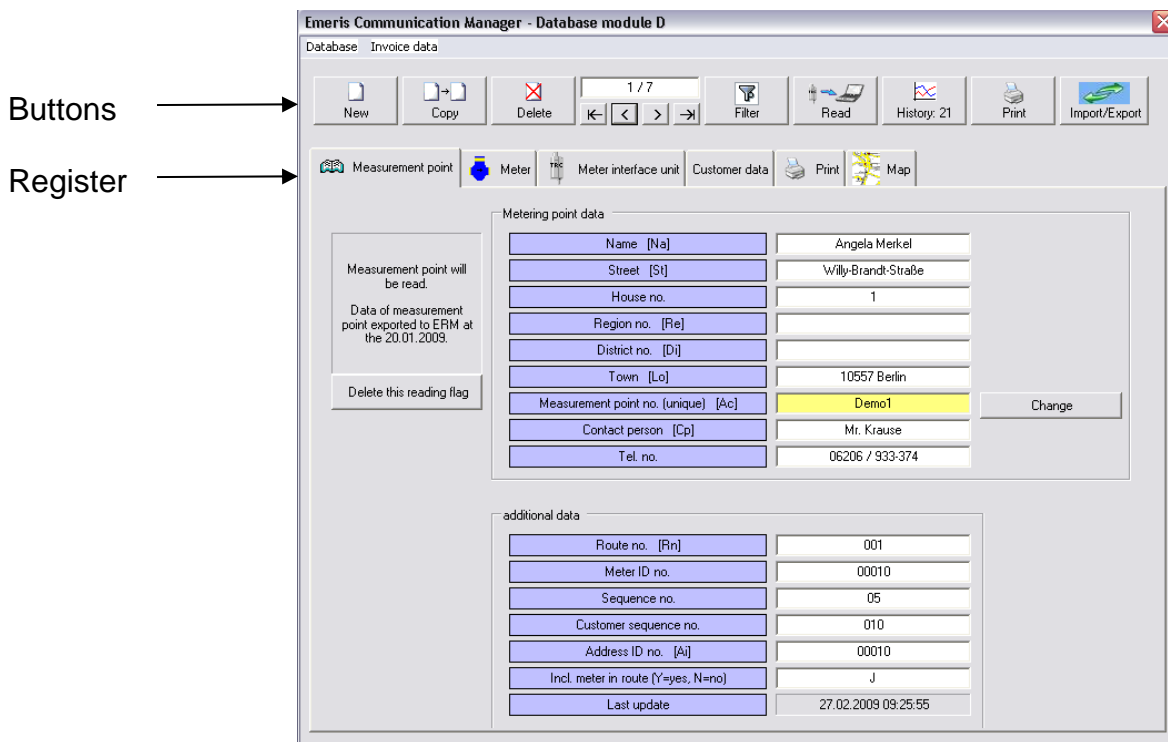 Emeris Communication Manager - Database module D
Database Invoice data
Buttons
1 / 7
New Copy Delete Filter Read History: 21 Print Import/Export
Register
Measurement point Meter TRC Meter interface unit Customer data Print Map
Metering point data
Measurement point will
be read.
Data of measurement
point exported to ERM at
the 20.01.2009.
Delete this reading flag
Name [Na] Angela Merkel
Street [St] Willy-Brandt-Straße
House no. 1
Region no. [Re]
District no. [Di]
Town [Lo] 10557 Berlin
Measurement point no. (unique) [Ac] Demo1 Change
Contact person [Cp] Mr. Krause
Tel. no. 06206 / 933-374
additional data
Route no. [Rn] 001
Meter ID no. 00010
Sequence no. 05
Customer sequence no. 010
Address ID no. [Ai] 00010
Incl. meter in route (Y=yes, N=no) J
Last update 27.02.2009 09:25:55